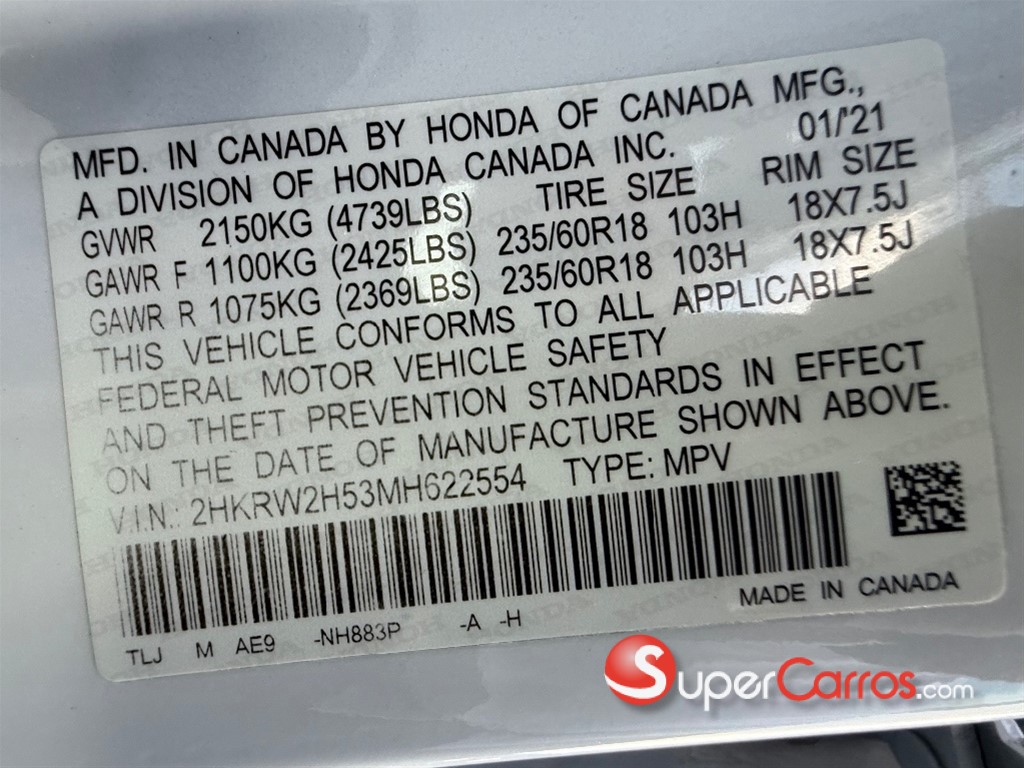 MFD. IN CANADA BY HONDA OF CANADA MFG.,
A DIVISION OF HONDA CANADA INC. 01/'21
GVWR 2150KG (4739LBS) TIRE SIZE RIM SIZE
GAWR F 1100KG (2425LBS) 235/60R18 103H 18X7.5J
GAWR R 1075KG (2369LBS) 235/60R18 103H 18X7.5J
THIS VEHICLE CONFORMS TO ALL APPLICABLE
FEDERAL MOTOR VEHICLE SAFETY
AND THEFT PREVENTION STANDARDS IN EFFECT
ON THE DATE OF MANUFACTURE SHOWN ABOVE.
V.I.N.: 2HKRW2H53MH622554 TYPE: MPV
MADE IN CANADA
TLJ M AE9 -NH883P -A -H
SuperCarros.com